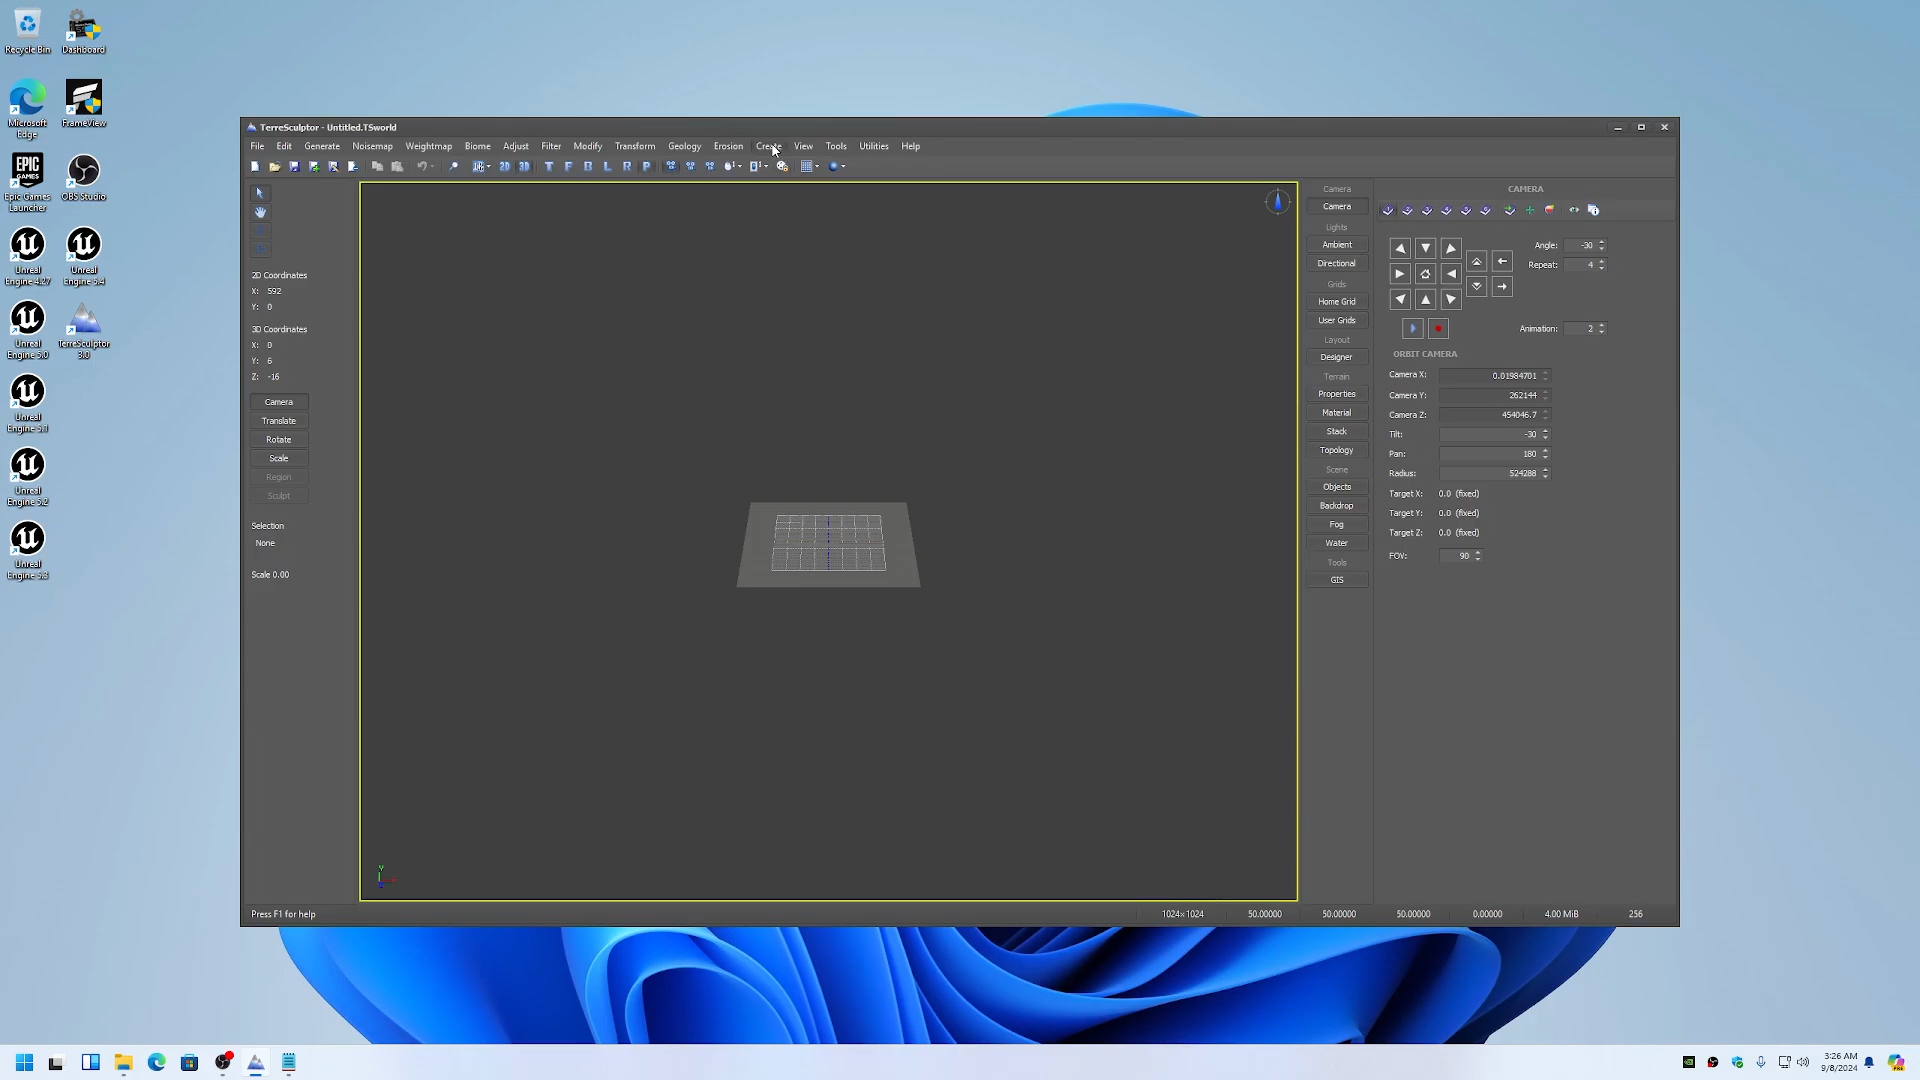 Recycle Bin
Dashboard
Microsoft
Edge
FrameView
EPIC
GAMES
Epic Games
Launcher
OBS Studio
Unreal
Engine 4.27
Unreal
Engine 5.4
Unreal
Engine 5.0
TerreSculptor
3.0
Unreal
Engine 5.1
Unreal
Engine 5.2
Unreal
Engine 5.3
TerreSculptor - Untitled.TSworld
File Edit Generate Noisemap Weightmap Biome Adjust Filter Modify Transform Geology Erosion Create View Tools Utilities Help
2D 3D T F B L R P
2D Coordinates
X: 592
Y: 0
3D Coordinates
X: 0
Y: 6
Z: -16
Camera
Translate
Rotate
Scale
Region
Sculpt
Selection
None
Scale 0.00
Y
Camera
Camera
Lights
Ambient
Directional
Grids
Home Grid
User Grids
Layout
Designer
Terrain
Properties
Material
Stack
Topology
Scene
Objects
Backdrop
Fog
Water
Tools
GIS
CAMERA
Angle: -30
Repeat: 4
Animation: 2
ORBIT CAMERA
Camera X: 0.01984701
Camera Y: 262144
Camera Z: 454046.7
Tilt: -30
Pan: 180
Radius: 524288
Target X: 0.0 (fixed)
Target Y: 0.0 (fixed)
Target Z: 0.0 (fixed)
FOV: 90
Press F1 for help
1024×1024 50.00000 50.00000 50.00000 0.00000 4.00 MiB 256
3:26 AM
9/8/2024